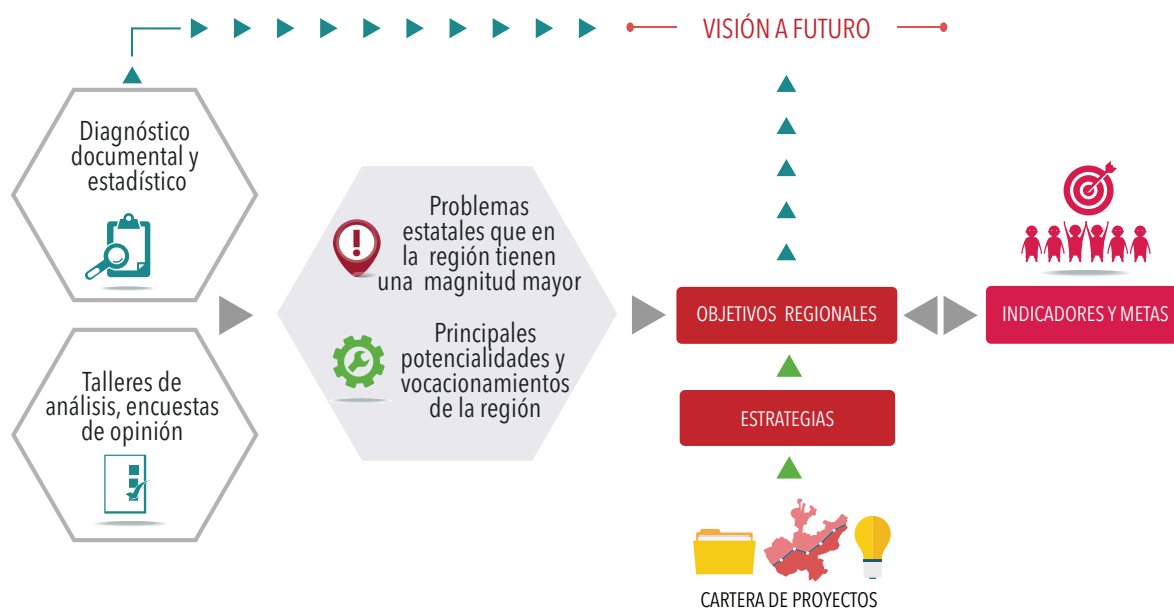 VISIÓN A FUTURO
Diagnóstico
documental y
estadístico
Talleres de
análisis, encuestas
de opinión
Problemas
estatales que en
la región tienen
una magnitud mayor
Principales
potencialidades y
vocacionamientos
de la región
OBJETIVOS REGIONALES
INDICADORES Y METAS
ESTRATEGIAS
CARTERA DE PROYECTOS